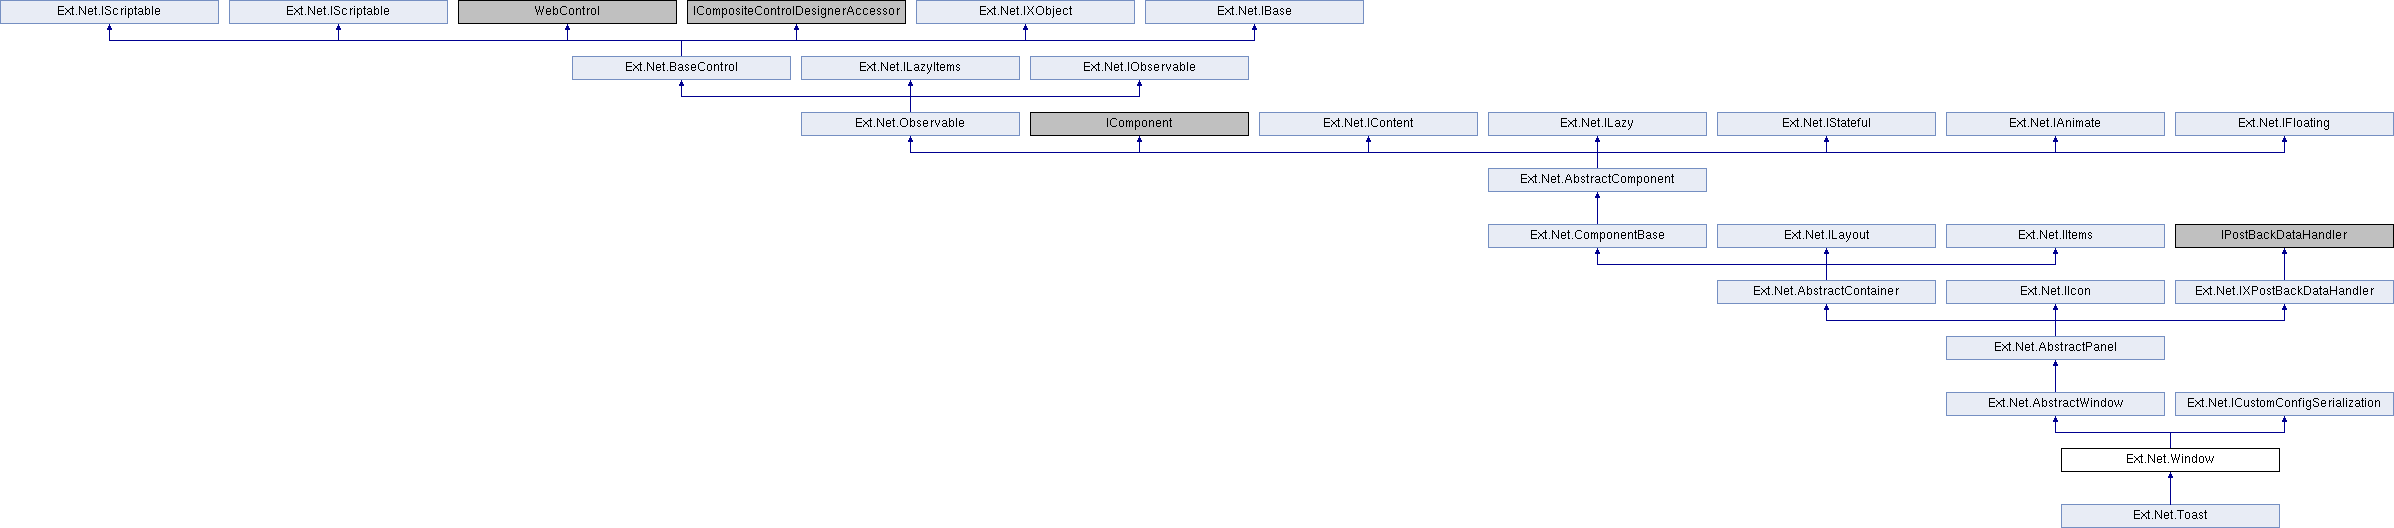 Ext.Net.IScriptable
Ext.Net.IScriptable
WebControl
ICompositeControlDesignerAccessor
Ext.Net.IXObject
Ext.Net.IBase
Ext.Net.BaseControl
Ext.Net.ILazyItems
Ext.Net.IObservable
Ext.Net.Observable
IComponent
Ext.Net.IContent
Ext.Net.ILazy
Ext.Net.IStateful
Ext.Net.IAnimate
Ext.Net.IFloating
Ext.Net.AbstractComponent
Ext.Net.ComponentBase
Ext.Net.ILayout
Ext.Net.IItems
IPostBackDataHandler
Ext.Net.AbstractContainer
Ext.Net.IIcon
Ext.Net.IXPostBackDataHandler
Ext.Net.AbstractPanel
Ext.Net.AbstractWindow
Ext.Net.ICustomConfigSerialization
Ext.Net.Window
Ext.Net.Toast